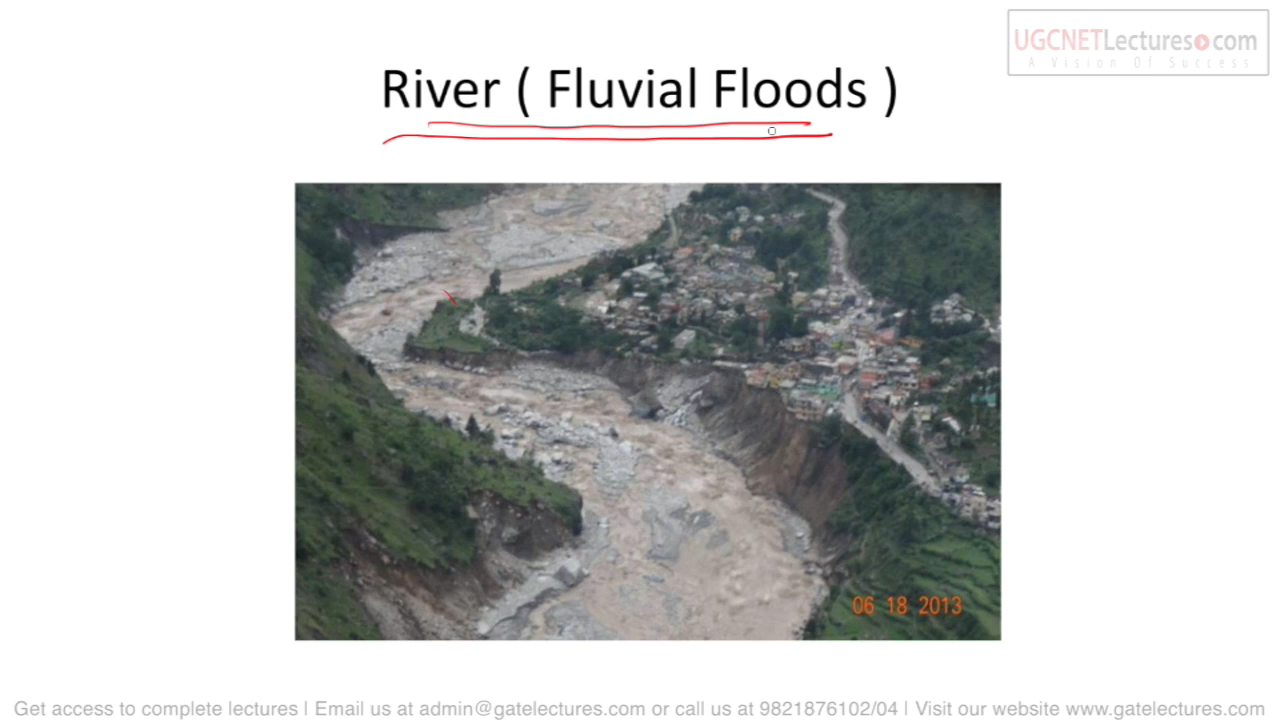 UGCNETLectures.com
A Vision Of Success
River ( Fluvial Floods )
06 18 2013
Get access to complete lectures | Email us at admin@gatelectures.com or call us at 9821876102/04 | Visit our website www.gatelectures.com